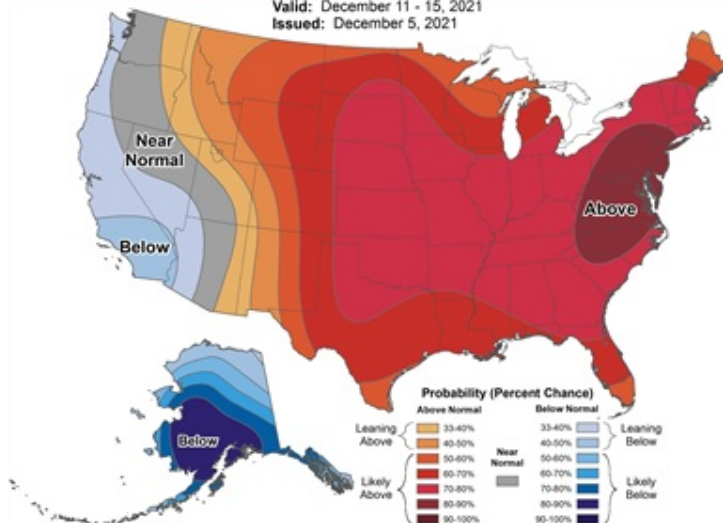 Valid: December 11 - 15, 2021
Issued: December 5, 2021
Near
Normal
Below
Above
Below
Probability (Percent Chance)
Above Normal
Below Normal
Leaning
Above
33-40%
40-50%
Likely
Above
50-60%
60-70%
70-80%
80-90%
90-100%
Near
Normal
33-40%
40-50%
Leaning
Below
50-60%
60-70%
70-80%
80-90%
90-100%
Likely
Below